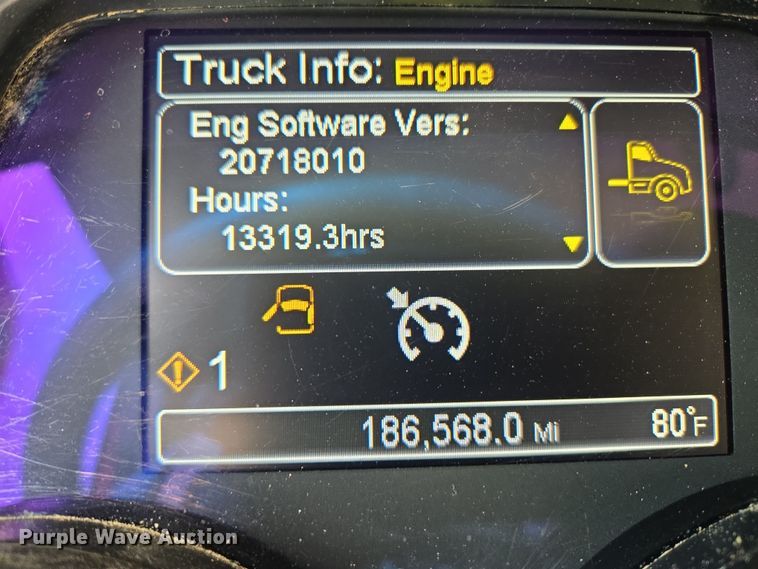 Truck Info: Engine
Eng Software Vers:
20718010
Hours:
13319.3hrs
1
186,568.0 Mi
80°F
Purple Wave Auction